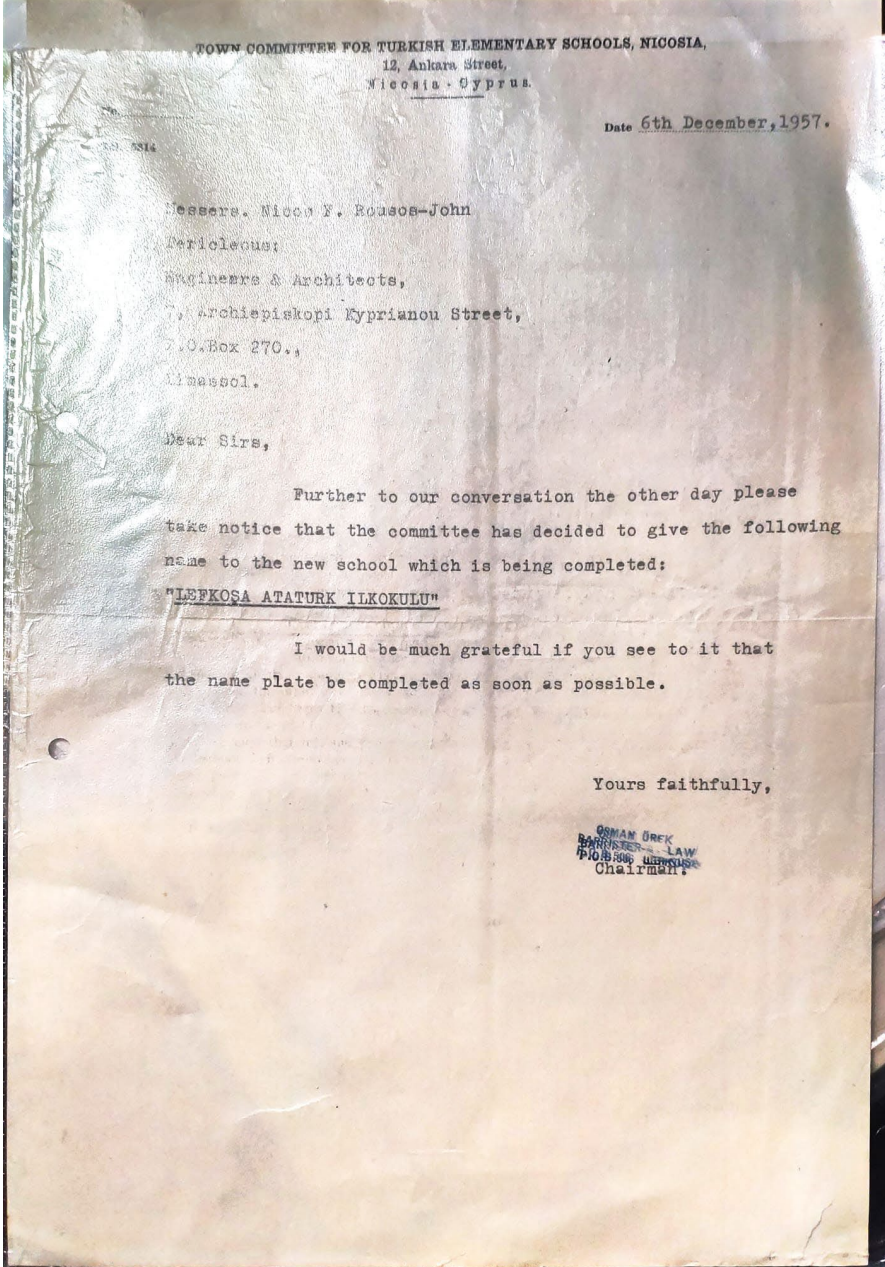 TOWN COMMITTEE FOR TURKISH ELEMENTARY SCHOOLS, NICOSIA,
12, Ankara Street,
Nicosia - Cyprus.
Date 6th December,1957.
Messers. Nicos F. Rousos-John
Pericleous:
Engineers & Architects,
Archiepiskopi Kyprianou Street,
P.O.Box 270.,
Limassol.
Dear Sirs,
Further to our conversation the other day please
take notice that the committee has decided to give the following
name to the new school which is being completed:
"LEFKOŞA ATATURK ILKOKULU"
I would be much grateful if you see to it that
the name plate be completed as soon as possible.
Yours faithfully,
OSMAN ÖREK
BARRISTER LAW
Chairman.